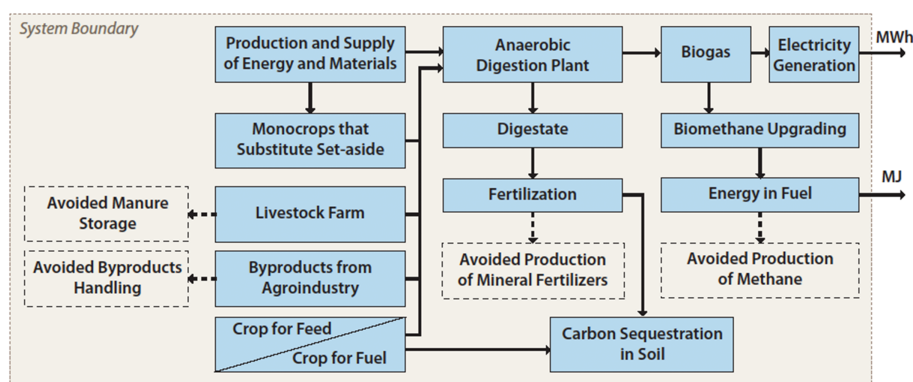 System Boundary
Production and Supply
of Energy and Materials
Anaerobic
Digestion Plant
Biogas
Electricity
Generation
MWh
Monocrops that
Substitute Set-aside
Digestate
Biomethane Upgrading
Avoided Manure
Storage
Livestock Farm
Fertilization
Energy in Fuel
MJ
Avoided Byproducts
Handling
Byproducts from
Agroindustry
Avoided Production
of Mineral Fertilizers
Avoided Production
of Methane
Crop for Feed
Crop for Fuel
Carbon Sequestration
in Soil